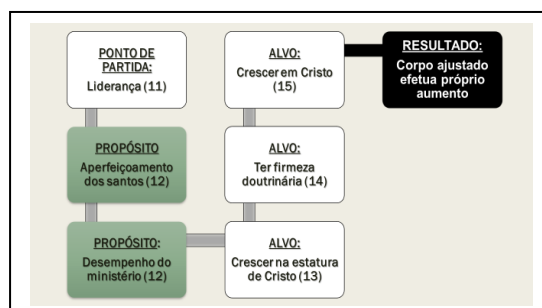 PONTO DE
PARTIDA:
Liderança (11)
PROPÓSITO
Aperfeiçoamento
dos santos (12)
PROPÓSITO:
Desempenho do
ministério (12)
ALVO:
Crescer na estatura
de Cristo (13)
ALVO:
Ter firmeza
doutrinária (14)
ALVO:
Crescer em Cristo
(15)
RESULTADO:
Corpo ajustado
efetua próprio
aumento